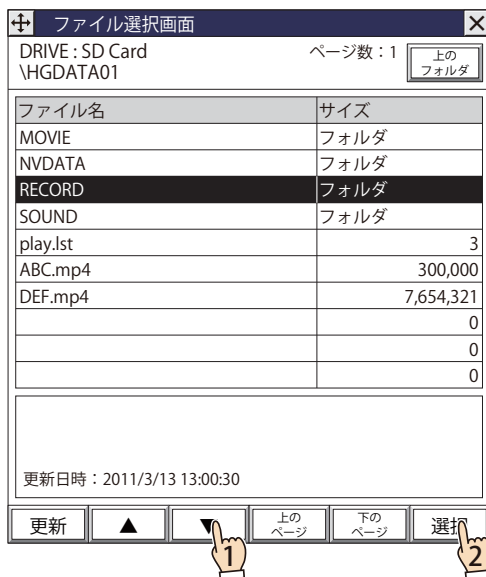 ファイル選択画面
DRIVE : SD Card
\HGDATA01
ページ数：1
上の
フォルダ
ファイル名 サイズ
MOVIE フォルダ
NVDATA フォルダ
RECORD フォルダ
SOUND フォルダ
play.lst 3
ABC.mp4 300,000
DEF.mp4 7,654,321
0
0
0
更新日時：2011/3/13 13:00:30
更新 ▲ ▼ 上の
ページ 下の
ページ 選択
1 2